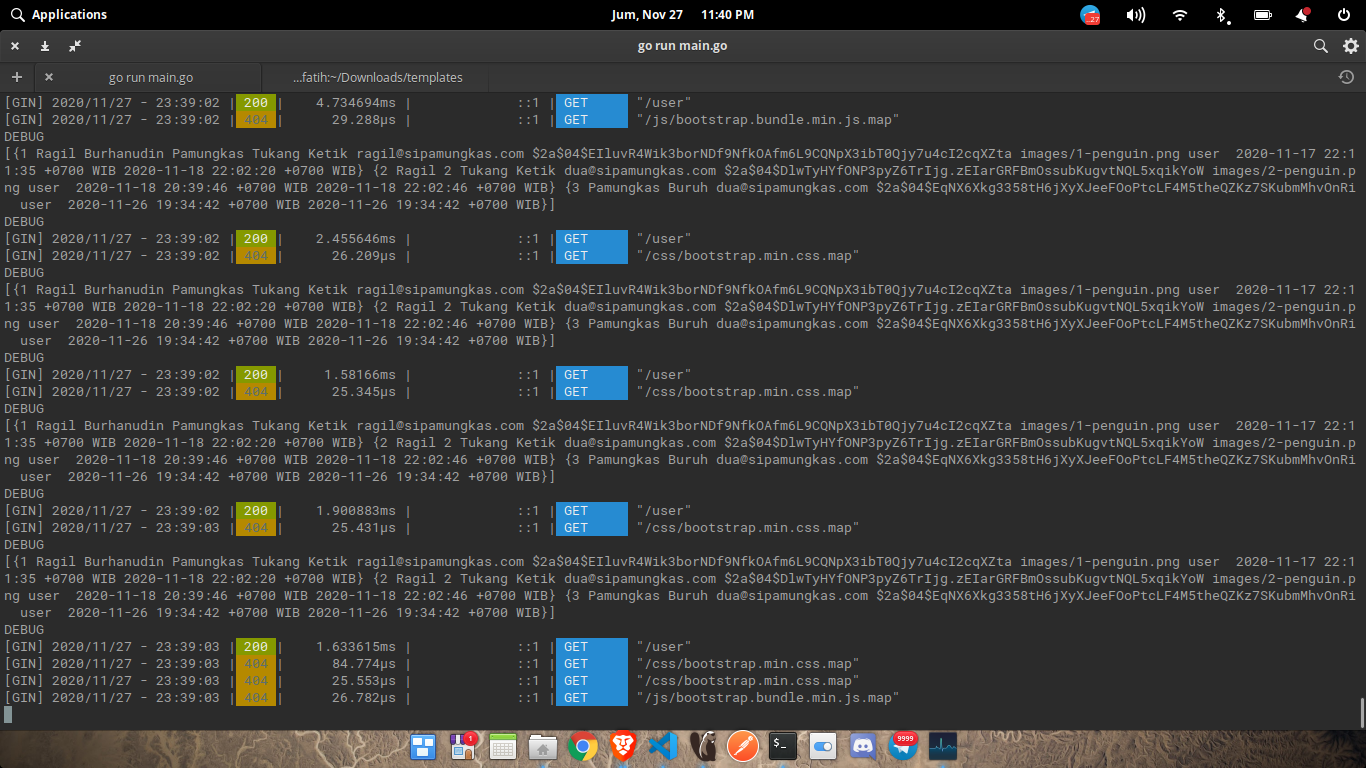 Applications
Jum, Nov 27 11:40 PM
27
go run main.go
go run main.go
...fatih:~/Downloads/templates
[GIN] 2020/11/27 - 23:39:02 | 200 | 4.734694ms | ::1 | GET "/user"
[GIN] 2020/11/27 - 23:39:02 | 404 | 29.288µs | ::1 | GET "/js/bootstrap.bundle.min.js.map"
DEBUG
[{1 Ragil Burhanudin Pamungkas Tukang Ketik ragil@sipamungkas.com $2a$04$EIluvR4Wik3borNDf9NfkOAfm6L9CQNpX3ibT0Qjy7u4cI2cqXZta images/1-penguin.png user 2020-11-17 22:1
1:35 +0700 WIB 2020-11-18 22:02:20 +0700 WIB} {2 Ragil 2 Tukang Ketik dua@sipamungkas.com $2a$04$DlwTyHYfONP3pyZ6TrIjg.zEIarGRFBmOssubKugvtNQL5xqikYoW images/2-penguin.p
ng user 2020-11-18 20:39:46 +0700 WIB 2020-11-18 22:02:46 +0700 WIB} {3 Pamungkas Buruh dua@sipamungkas.com $2a$04$EqNX6Xkg3358tH6jXyXJeeFOoPtcLF4M5theQZKz7SKubmMhvOnRi
user 2020-11-26 19:34:42 +0700 WIB 2020-11-26 19:34:42 +0700 WIB}]
DEBUG
[GIN] 2020/11/27 - 23:39:02 | 200 | 2.455646ms | ::1 | GET "/user"
[GIN] 2020/11/27 - 23:39:02 | 404 | 26.209µs | ::1 | GET "/css/bootstrap.min.css.map"
DEBUG
[{1 Ragil Burhanudin Pamungkas Tukang Ketik ragil@sipamungkas.com $2a$04$EIluvR4Wik3borNDf9NfkOAfm6L9CQNpX3ibT0Qjy7u4cI2cqXZta images/1-penguin.png user 2020-11-17 22:1
1:35 +0700 WIB 2020-11-18 22:02:20 +0700 WIB} {2 Ragil 2 Tukang Ketik dua@sipamungkas.com $2a$04$DlwTyHYfONP3pyZ6TrIjg.zEIarGRFBmOssubKugvtNQL5xqikYoW images/2-penguin.p
ng user 2020-11-18 20:39:46 +0700 WIB 2020-11-18 22:02:46 +0700 WIB} {3 Pamungkas Buruh dua@sipamungkas.com $2a$04$EqNX6Xkg3358tH6jXyXJeeFOoPtcLF4M5theQZKz7SKubmMhvOnRi
user 2020-11-26 19:34:42 +0700 WIB 2020-11-26 19:34:42 +0700 WIB}]
DEBUG
[GIN] 2020/11/27 - 23:39:02 | 200 | 1.58166ms | ::1 | GET "/user"
[GIN] 2020/11/27 - 23:39:02 | 404 | 25.345µs | ::1 | GET "/css/bootstrap.min.css.map"
DEBUG
[{1 Ragil Burhanudin Pamungkas Tukang Ketik ragil@sipamungkas.com $2a$04$EIluvR4Wik3borNDf9NfkOAfm6L9CQNpX3ibT0Qjy7u4cI2cqXZta images/1-penguin.png user 2020-11-17 22:1
1:35 +0700 WIB 2020-11-18 22:02:20 +0700 WIB} {2 Ragil 2 Tukang Ketik dua@sipamungkas.com $2a$04$DlwTyHYfONP3pyZ6TrIjg.zEIarGRFBmOssubKugvtNQL5xqikYoW images/2-penguin.p
ng user 2020-11-18 20:39:46 +0700 WIB 2020-11-18 22:02:46 +0700 WIB} {3 Pamungkas Buruh dua@sipamungkas.com $2a$04$EqNX6Xkg3358tH6jXyXJeeFOoPtcLF4M5theQZKz7SKubmMhvOnRi
user 2020-11-26 19:34:42 +0700 WIB 2020-11-26 19:34:42 +0700 WIB}]
DEBUG
[GIN] 2020/11/27 - 23:39:02 | 200 | 1.900883ms | ::1 | GET "/user"
[GIN] 2020/11/27 - 23:39:03 | 404 | 25.431µs | ::1 | GET "/css/bootstrap.min.css.map"
DEBUG
[{1 Ragil Burhanudin Pamungkas Tukang Ketik ragil@sipamungkas.com $2a$04$EIluvR4Wik3borNDf9NfkOAfm6L9CQNpX3ibT0Qjy7u4cI2cqXZta images/1-penguin.png user 2020-11-17 22:1
1:35 +0700 WIB 2020-11-18 22:02:20 +0700 WIB} {2 Ragil 2 Tukang Ketik dua@sipamungkas.com $2a$04$DlwTyHYfONP3pyZ6TrIjg.zEIarGRFBmOssubKugvtNQL5xqikYoW images/2-penguin.p
ng user 2020-11-18 20:39:46 +0700 WIB 2020-11-18 22:02:46 +0700 WIB} {3 Pamungkas Buruh dua@sipamungkas.com $2a$04$EqNX6Xkg3358tH6jXyXJeeFOoPtcLF4M5theQZKz7SKubmMhvOnRi
user 2020-11-26 19:34:42 +0700 WIB 2020-11-26 19:34:42 +0700 WIB}]
DEBUG
[GIN] 2020/11/27 - 23:39:03 | 200 | 1.633615ms | ::1 | GET "/user"
[GIN] 2020/11/27 - 23:39:03 | 404 | 84.774µs | ::1 | GET "/css/bootstrap.min.css.map"
[GIN] 2020/11/27 - 23:39:03 | 404 | 25.553µs | ::1 | GET "/css/bootstrap.min.css.map"
[GIN] 2020/11/27 - 23:39:03 | 404 | 26.782µs | ::1 | GET "/js/bootstrap.bundle.min.js.map"
1
9999